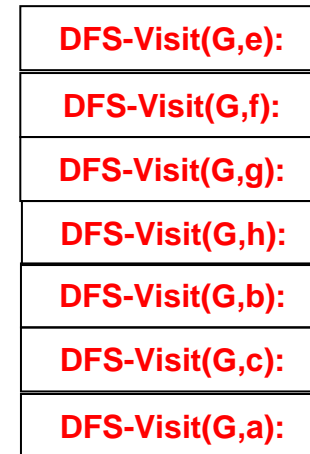 DFS-Visit(G,e):
DFS-Visit(G,f):
DFS-Visit(G,g):
DFS-Visit(G,h):
DFS-Visit(G,b):
DFS-Visit(G,c):
DFS-Visit(G,a):